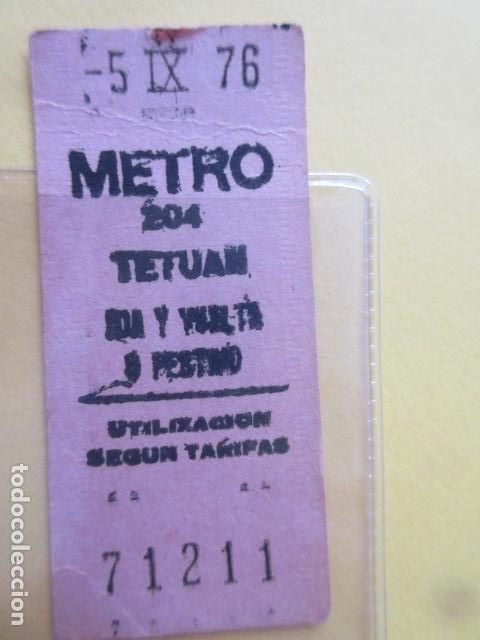 -5 IX 76
METRO
204
TETUAN
IDA Y VUELTA
O FESTIVO
UTILIZACION
SEGUN TARIFAS
71211
todocoleccion